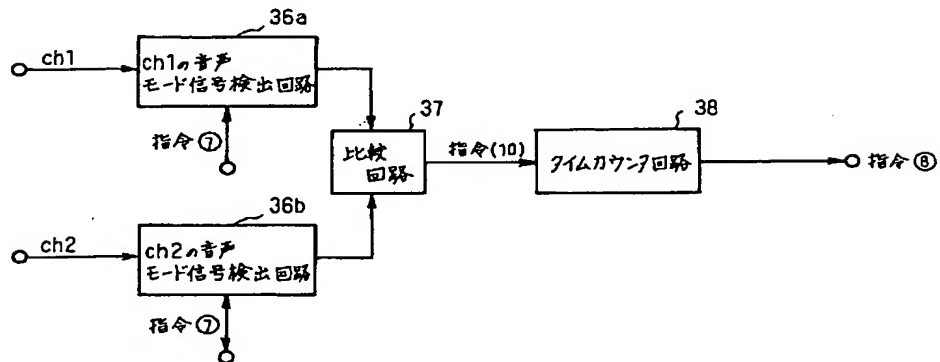 36a
ch1
ch1の音声
モード信号検出回路
指令⑦
37
比較
回路
指令(10)
38
タイムカウンタ回路
指令⑧
36b
ch2
ch2の音声
モード信号検出回路
指令⑦